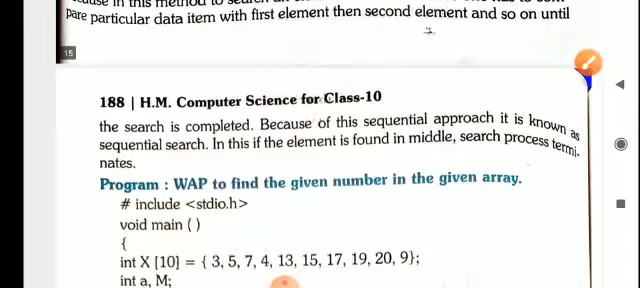 pare particular data item with first element then second element and so on until
15
188 | H.M. Computer Science for Class-10
the search is completed. Because of this sequential approach it is known as
sequential search. In this if the element is found in middle, search process termi-
nates.
Program : WAP to find the given number in the given array.
# include <stdio.h>
void main ( )
{
int X [10] = { 3, 5, 7, 4, 13, 15, 17, 19, 20, 9};
int a, M;